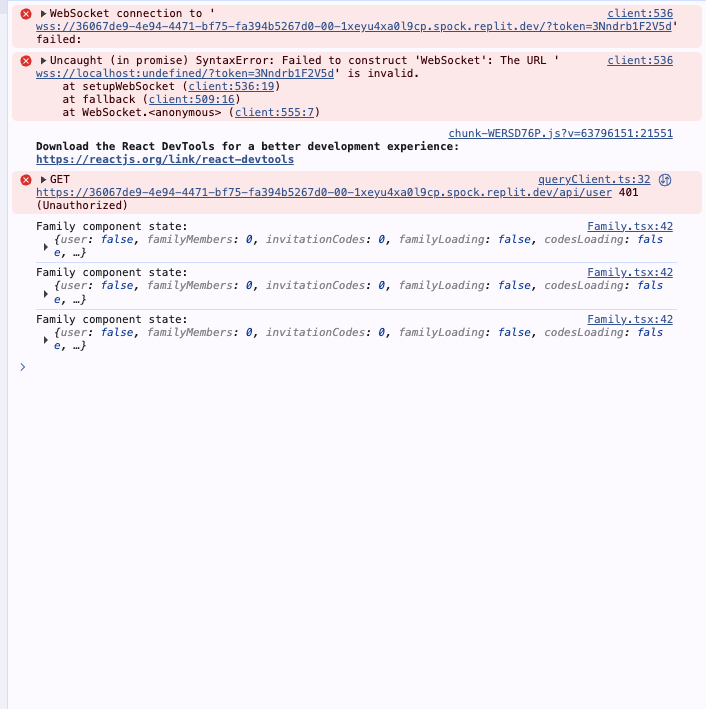 WebSocket connection to ' client:536
wss://36067de9-4e94-4471-bf75-fa394b5267d0-00-1xeyu4xa0l9cp.spock.replit.dev/?token=3Nndrb1F2V5d'
failed:
Uncaught (in promise) SyntaxError: Failed to construct 'WebSocket': The URL ' client:536
wss://localhost:undefined/?token=3Nndrb1F2V5d' is invalid.
at setupWebSocket (client:536:19)
at fallback (client:509:16)
at WebSocket.<anonymous> (client:555:7)
chunk-WERSD76P.js?v=63796151:21551
Download the React DevTools for a better development experience:
https://reactjs.org/link/react-devtools
GET queryClient.ts:32
https://36067de9-4e94-4471-bf75-fa394b5267d0-00-1xeyu4xa0l9cp.spock.replit.dev/api/user 401
(Unauthorized)
Family component state: Family.tsx:42
{user: false, familyMembers: 0, invitationCodes: 0, familyLoading: false, codesLoading: fals
e, …}
Family component state: Family.tsx:42
{user: false, familyMembers: 0, invitationCodes: 0, familyLoading: false, codesLoading: fals
e, …}
Family component state: Family.tsx:42
{user: false, familyMembers: 0, invitationCodes: 0, familyLoading: false, codesLoading: fals
e, …}